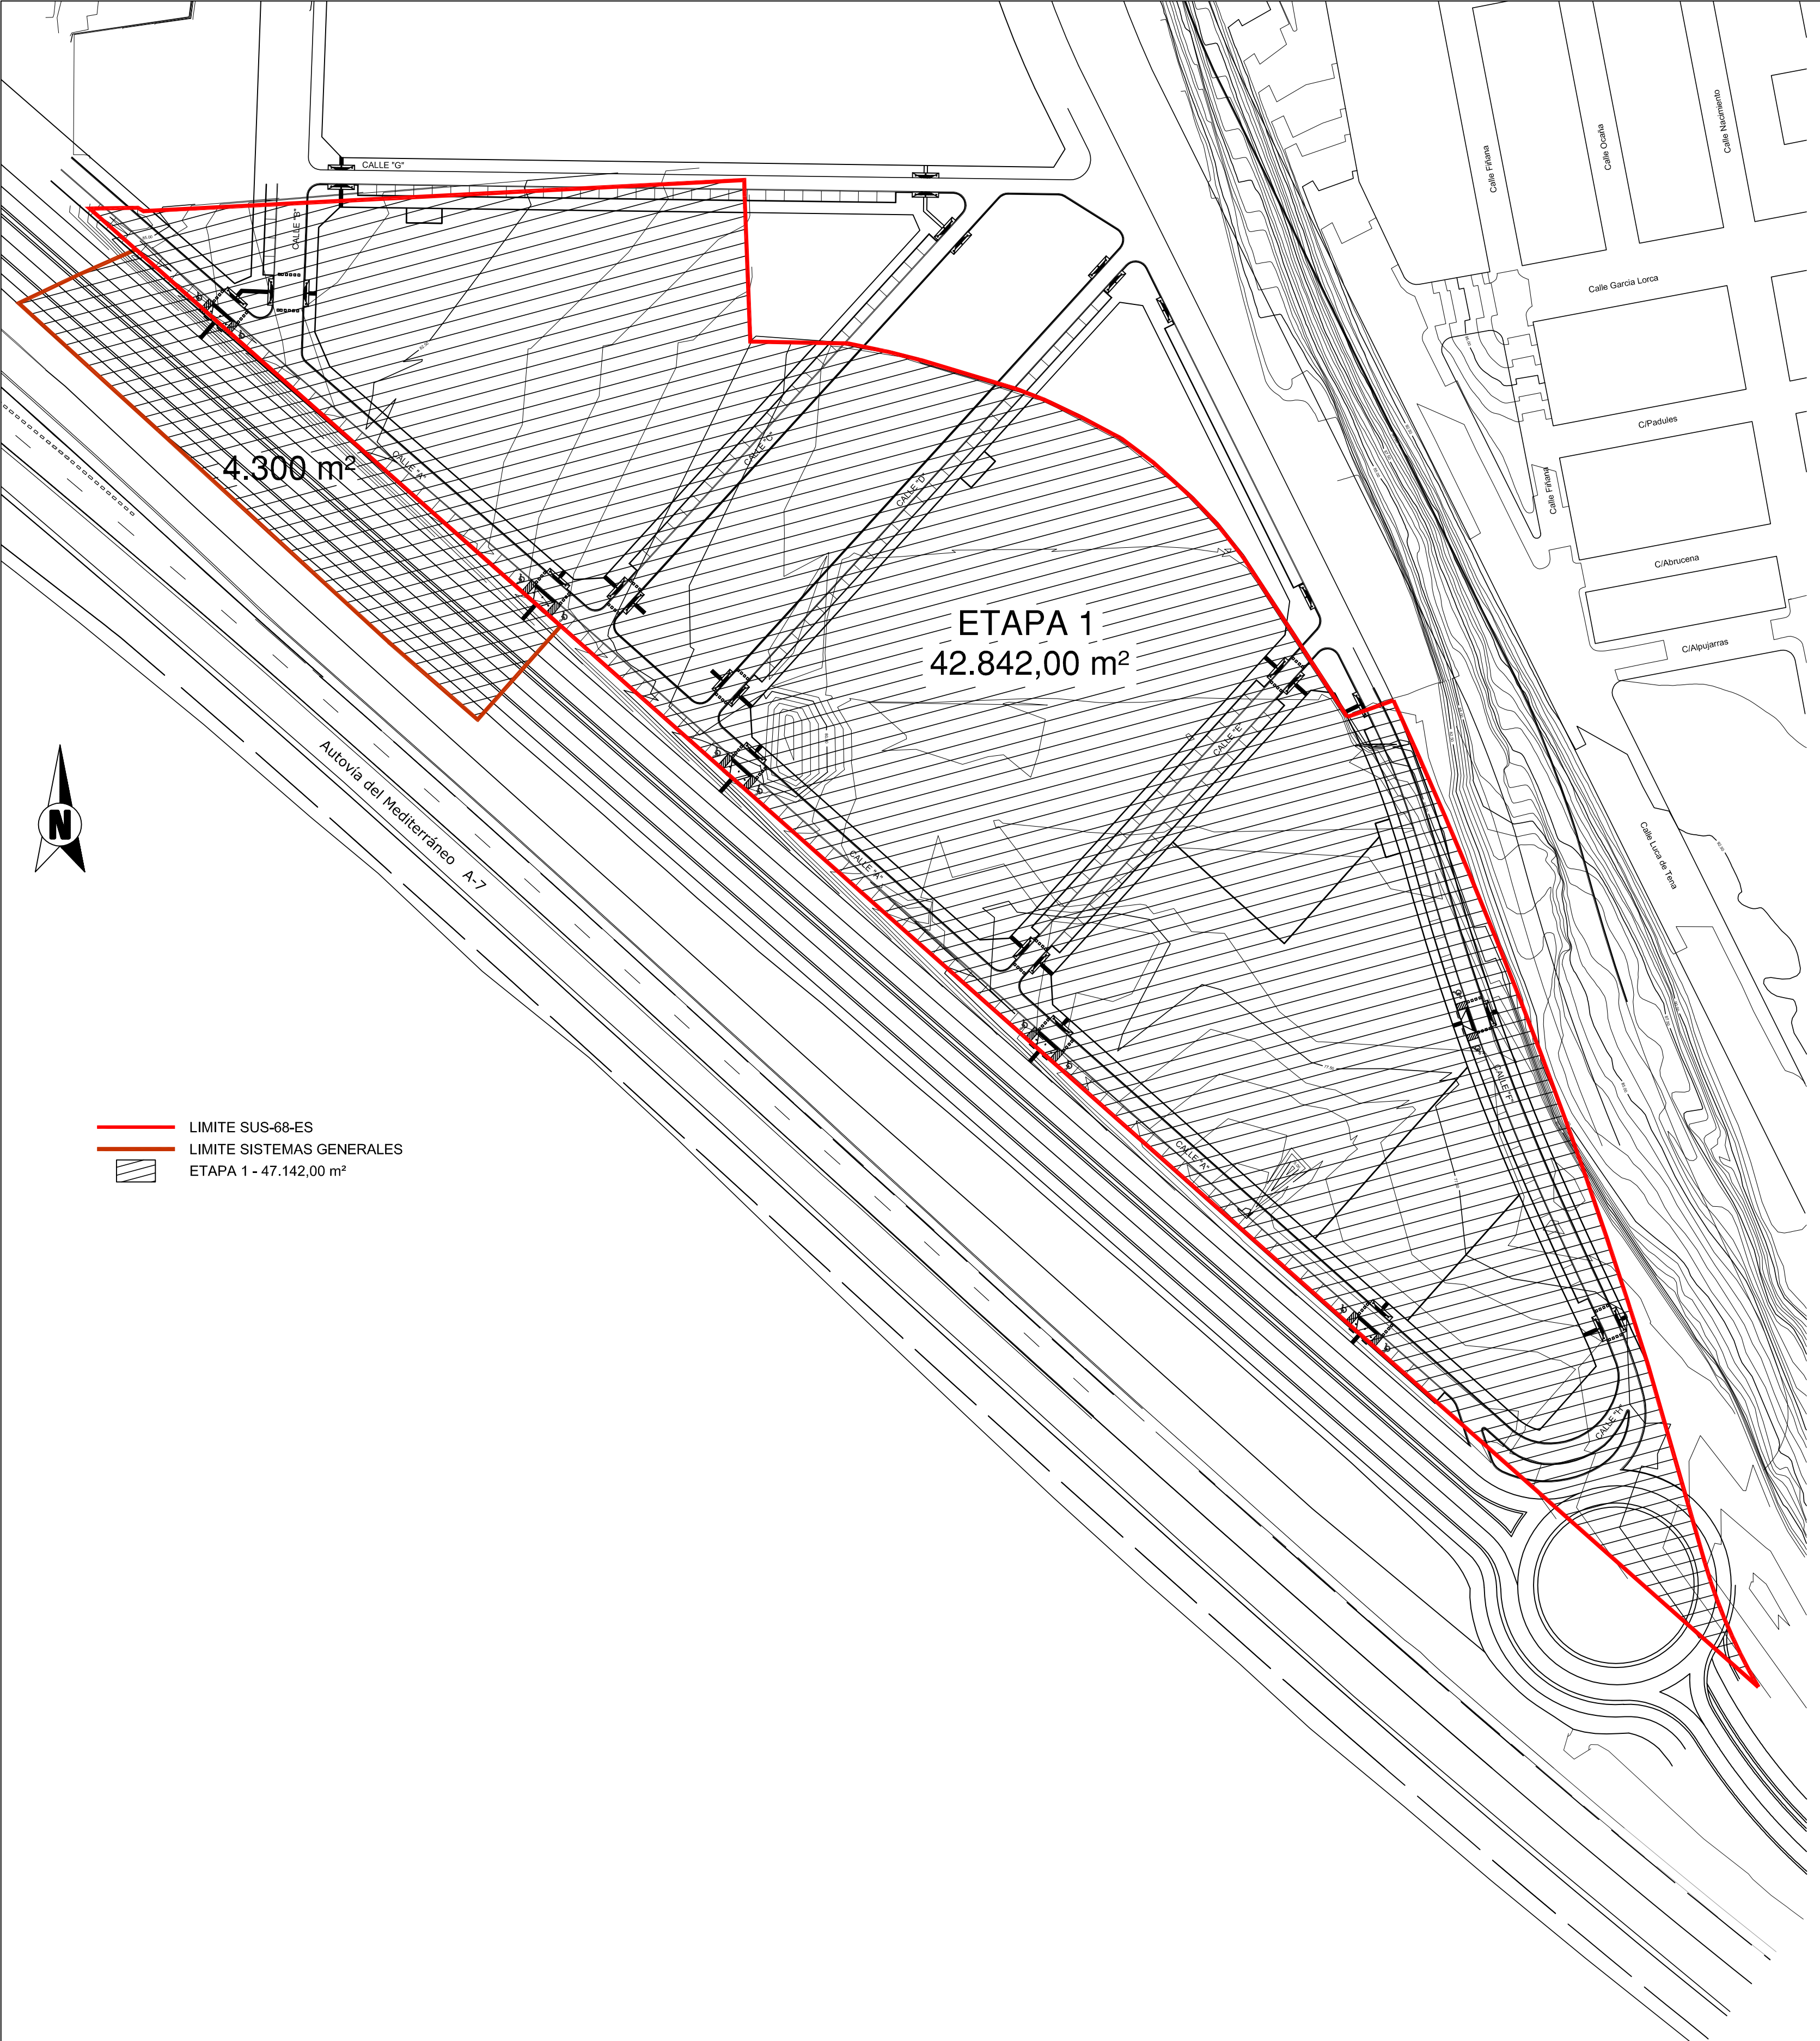 CALLE "G"
CALLE "B"
Calle Fiñana
Calle Ocaña
Calle Nacimiento
Calle Garcia Lorca
C/Padules
Calle Fiñana
C/Abrucena
C/Alpujarras
Calle Luca de Tena
4.300 m²
CALLE "A"
CALLE "C"
CALLE "D"
ETAPA 1
42.842,00 m²
CALLE "E"
Autovía del Mediterráneo A-7
N
CALLE "A"
CALLE "F"
CALLE "A"
LIMITE SUS-68-ES
LIMITE SISTEMAS GENERALES
ETAPA 1 - 47.142,00 m²